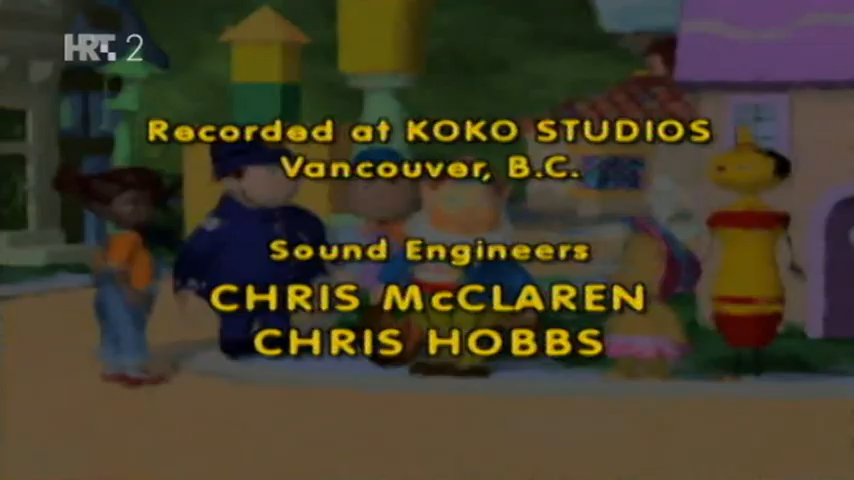 HRT 2
Recorded at KOKO STUDIOS
Vancouver, B.C.
Sound Engineers
CHRIS McCLAREN
CHRIS HOBBS